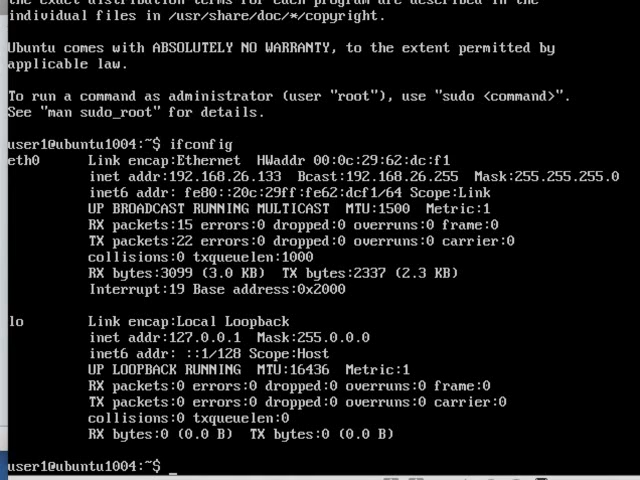 the exact distribution terms for each program are described in the
individual files in /usr/share/doc/*/copyright.
Ubuntu comes with ABSOLUTELY NO WARRANTY, to the extent permitted by
applicable law.
To run a command as administrator (user "root"), use "sudo <command>".
See "man sudo_root" for details.
user1@ubuntu1004:~$ ifconfig
eth0 Link encap:Ethernet HWaddr 00:0c:29:62:dc:f1
inet addr:192.168.26.133 Bcast:192.168.26.255 Mask:255.255.255.0
inet6 addr: fe80::20c:29ff:fe62:dcf1/64 Scope:Link
UP BROADCAST RUNNING MULTICAST MTU:1500 Metric:1
RX packets:15 errors:0 dropped:0 overruns:0 frame:0
TX packets:22 errors:0 dropped:0 overruns:0 carrier:0
collisions:0 txqueuelen:1000
RX bytes:3099 (3.0 KB) TX bytes:2337 (2.3 KB)
Interrupt:19 Base address:0x2000
lo Link encap:Local Loopback
inet addr:127.0.0.1 Mask:255.0.0.0
inet6 addr: ::1/128 Scope:Host
UP LOOPBACK RUNNING MTU:16436 Metric:1
RX packets:0 errors:0 dropped:0 overruns:0 frame:0
TX packets:0 errors:0 dropped:0 overruns:0 carrier:0
collisions:0 txqueuelen:0
RX bytes:0 (0.0 B) TX bytes:0 (0.0 B)
user1@ubuntu1004:~$ _